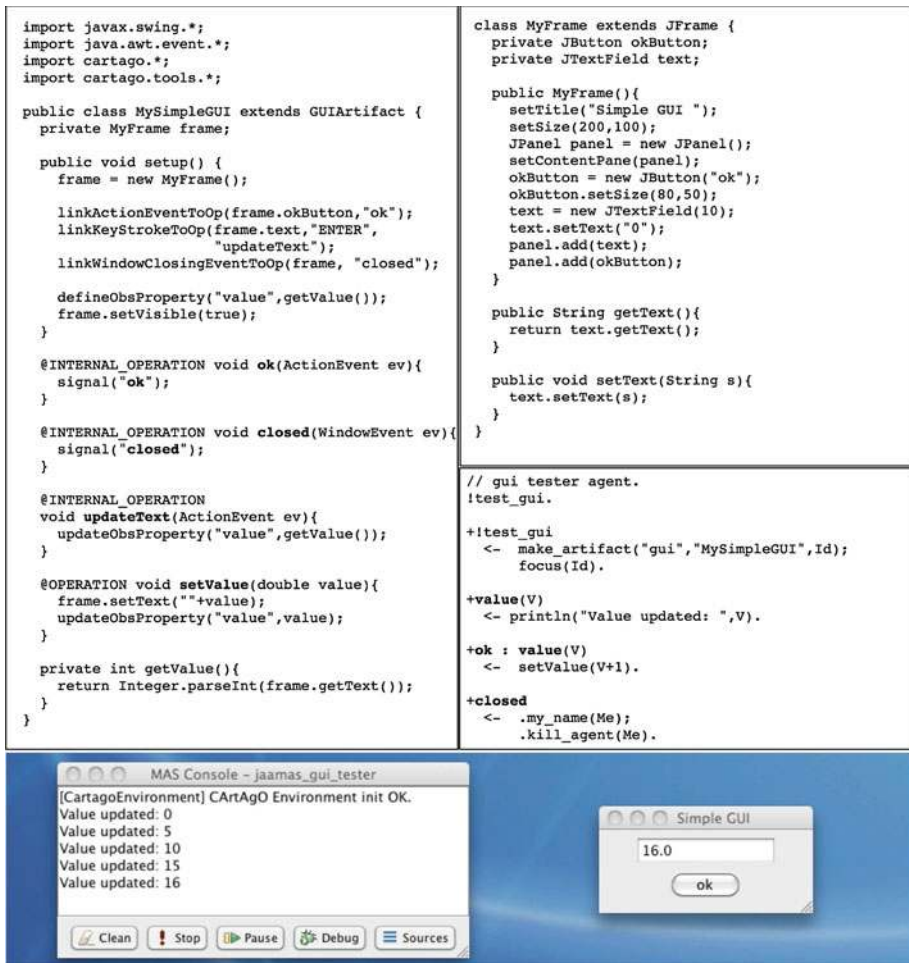 import javax.swing.*;
import java.awt.event.*;
import cartago.*;
import cartago.tools.*;
public class MySimpleGUI extends GUIArtifact {
private MyFrame frame;
public void setup() {
frame = new MyFrame();
linkActionEventToOp(frame.okButton,"ok");
linkKeyStrokeToOp(frame.text,"ENTER",
"updateText");
linkWindowClosingEventToOp(frame, "closed");
defineObsProperty("value",getValue());
frame.setVisible(true);
}
@INTERNAL_OPERATION void ok(ActionEvent ev){
signal("ok");
}
@INTERNAL_OPERATION void closed(WindowEvent ev){
signal("closed");
}
@INTERNAL_OPERATION
void updateText(ActionEvent ev){
updateObsProperty("value",getValue());
}
@OPERATION void setValue(double value){
frame.setText(""+value);
updateObsProperty("value",value);
}
private int getValue(){
return Integer.parseInt(frame.getText());
}
}
class MyFrame extends JFrame {
private JButton okButton;
private JTextField text;
public MyFrame(){
setTitle("Simple GUI ");
setSize(200,100);
JPanel panel = new JPanel();
setContentPane(panel);
okButton = new JButton("ok");
okButton.setSize(80,50);
text = new JTextField(10);
text.setText("0");
panel.add(text);
panel.add(okButton);
}
public String getText(){
return text.getText();
}
public void setText(String s){
text.setText(s);
}
}
// gui tester agent.
!test_gui.
+!test_gui
<- make_artifact("gui","MySimpleGUI",Id);
focus(Id).
+value(V)
<- println("Value updated: ",V).
+ok : value(V)
<- setValue(V+1).
+closed
<- .my_name(Me);
.kill_agent(Me).
MAS Console - jaamas_gui_tester
[CartagoEnvironment] CArtAgO Environment init OK.
Value updated: 0
Value updated: 5
Value updated: 10
Value updated: 15
Value updated: 16
Clean Stop Pause Debug Sources
Simple GUI
16.0
ok